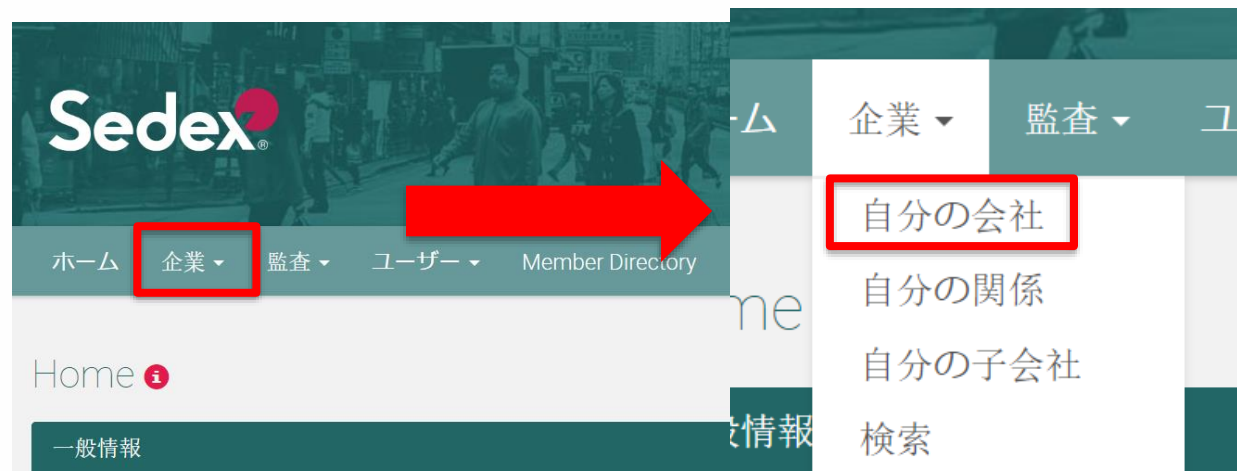 Sedex®
ホーム 企業 監査 ユーザー Member Directory
Home
一般情報
ーム 企業 監査 ユ
自分の会社
自分の関係
me
自分の子会社
情報
検索